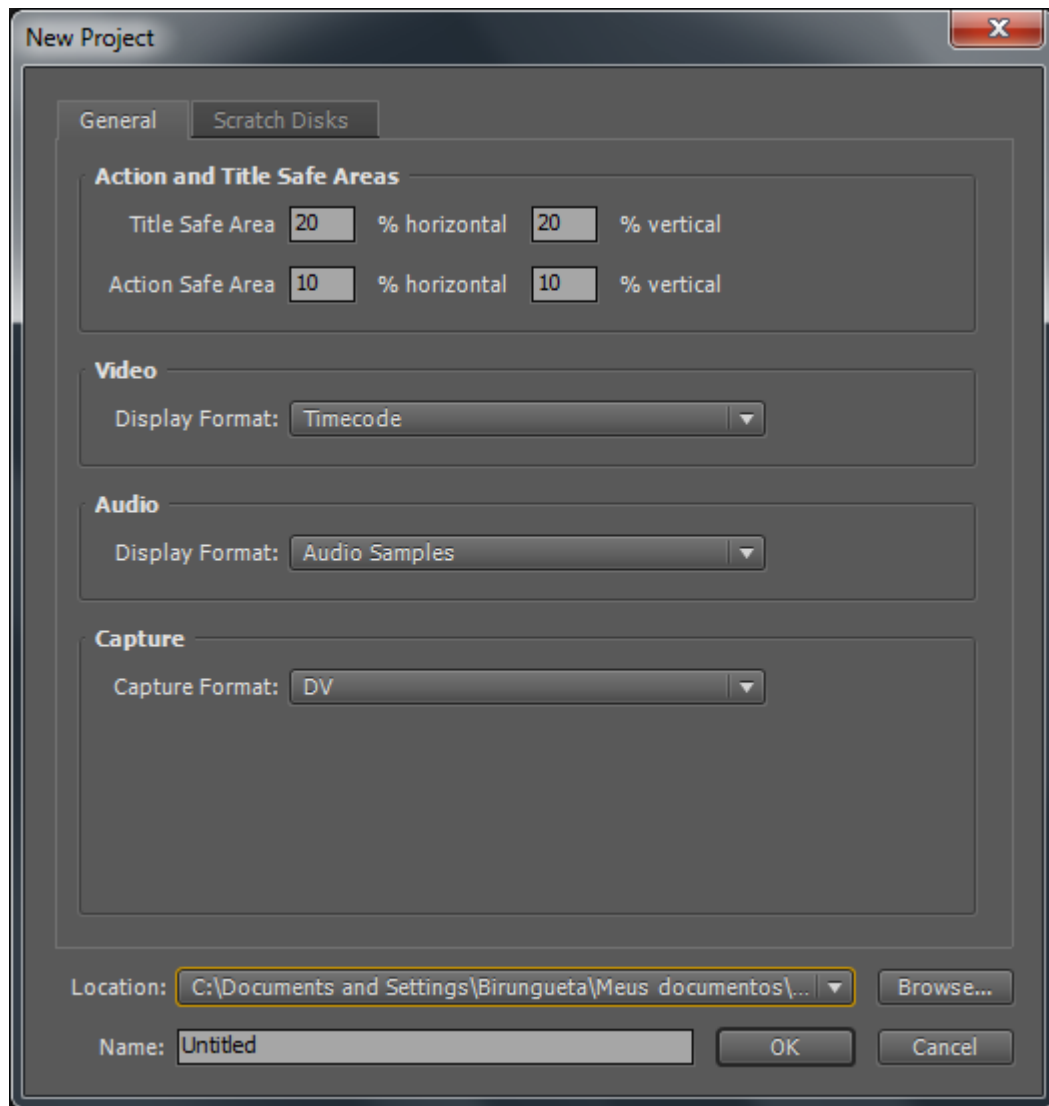 New Project
General Scratch Disks
Action and Title Safe Areas
Title Safe Area 20 % horizontal 20 % vertical
Action Safe Area 10 % horizontal 10 % vertical
Video
Display Format: Timecode
Audio
Display Format: Audio Samples
Capture
Capture Format: DV
Location: C:\Documents and Settings\Birungueta\Meus documentos\... Browse...
Name: Untitled OK Cancel